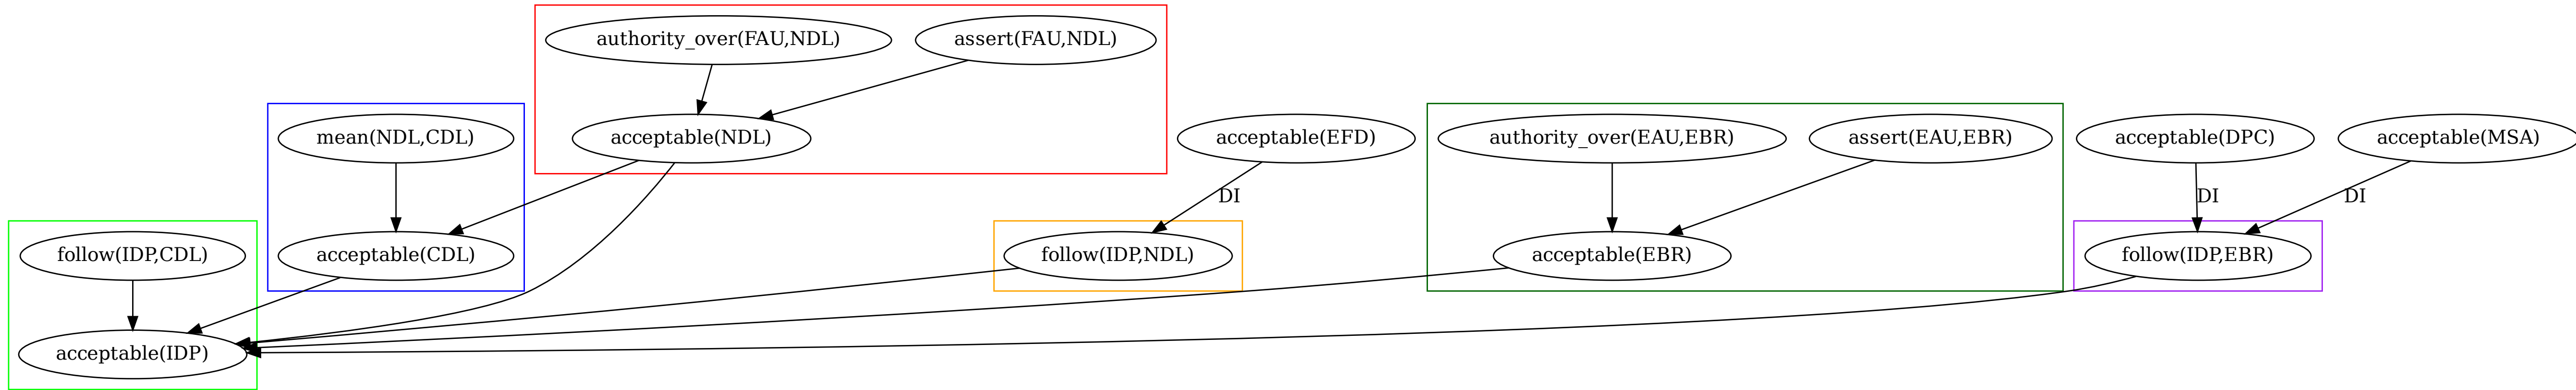 authority_over(FAU,NDL)
assert(FAU,NDL)
mean(NDL,CDL)
acceptable(NDL)
acceptable(EFD)
authority_over(EAU,EBR)
assert(EAU,EBR)
acceptable(DPC)
acceptable(MSA)
DI
DI
DI
follow(IDP,CDL)
acceptable(CDL)
follow(IDP,NDL)
acceptable(EBR)
follow(IDP,EBR)
acceptable(IDP)